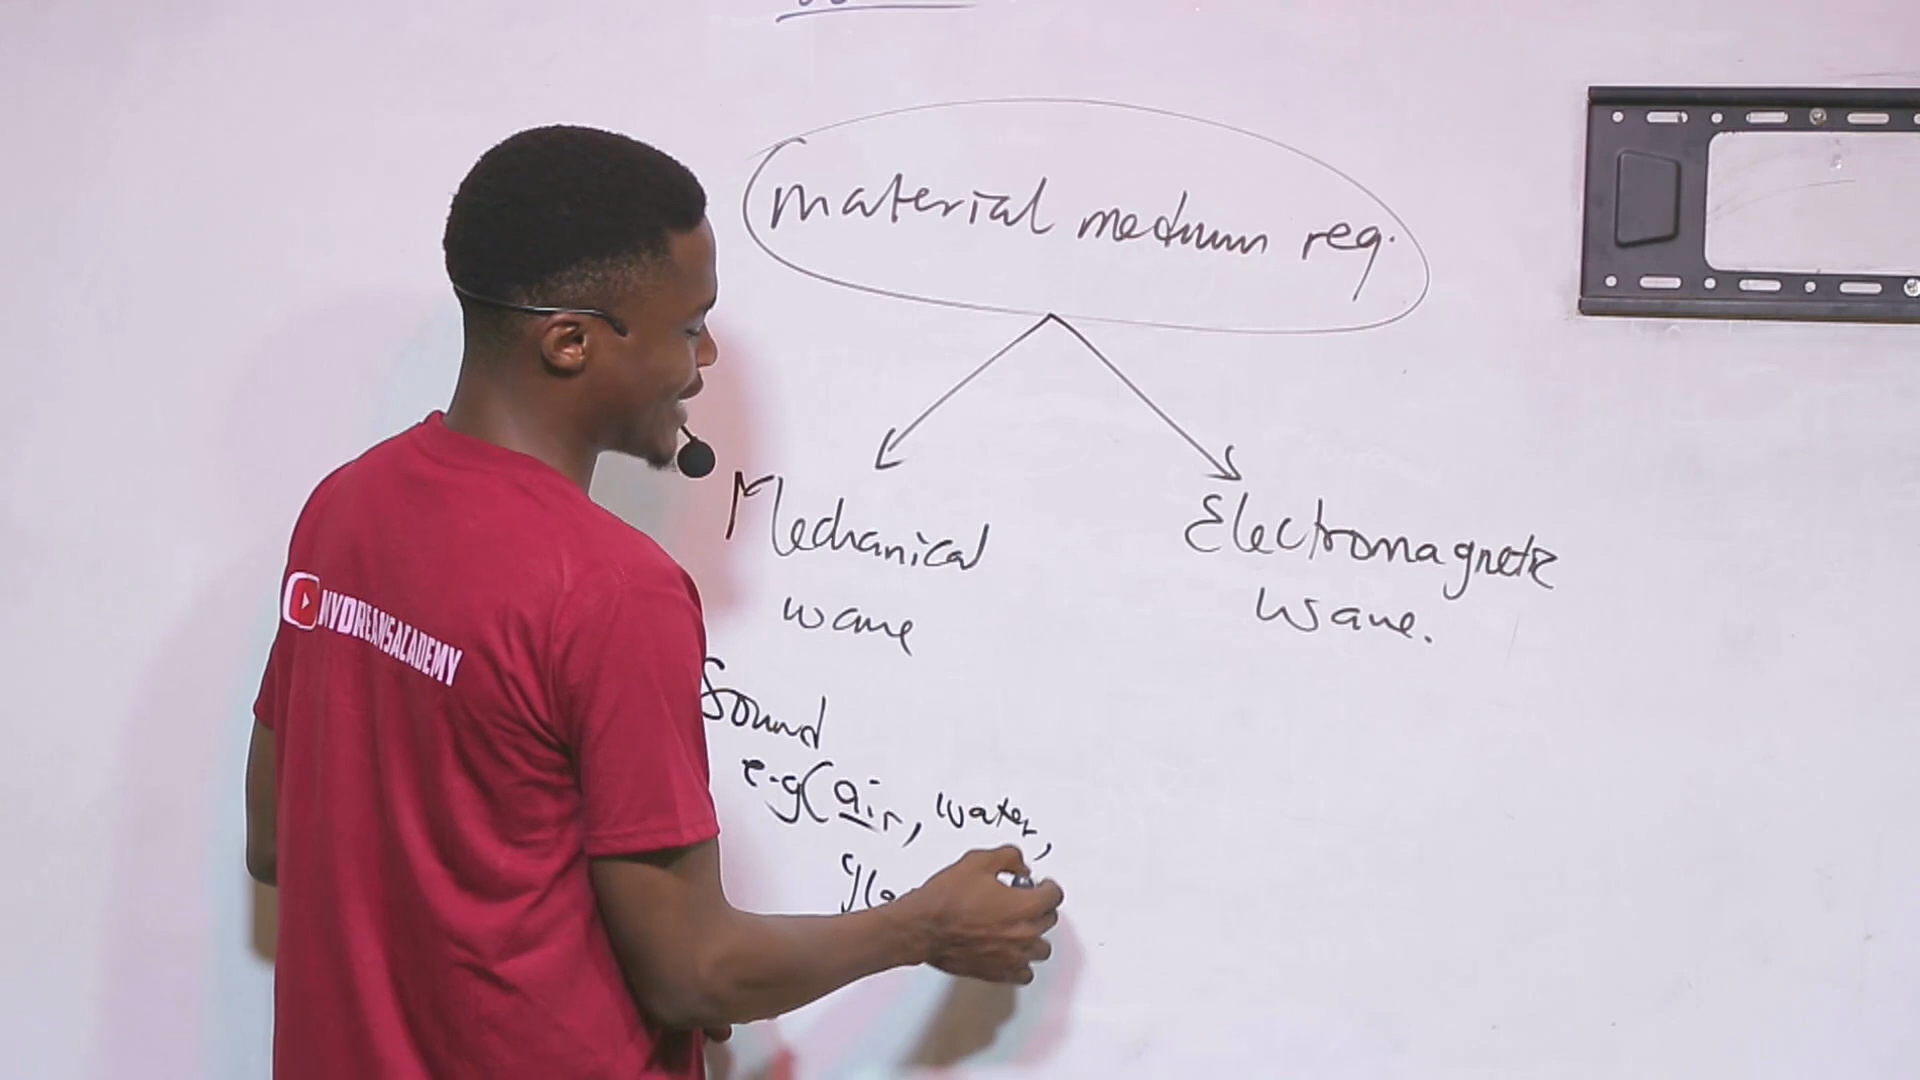 material medium req.
Mechanical
wave
Electromagnetic
wave.
Sound
e.g (air, water,
MYDREAMSACADEMY